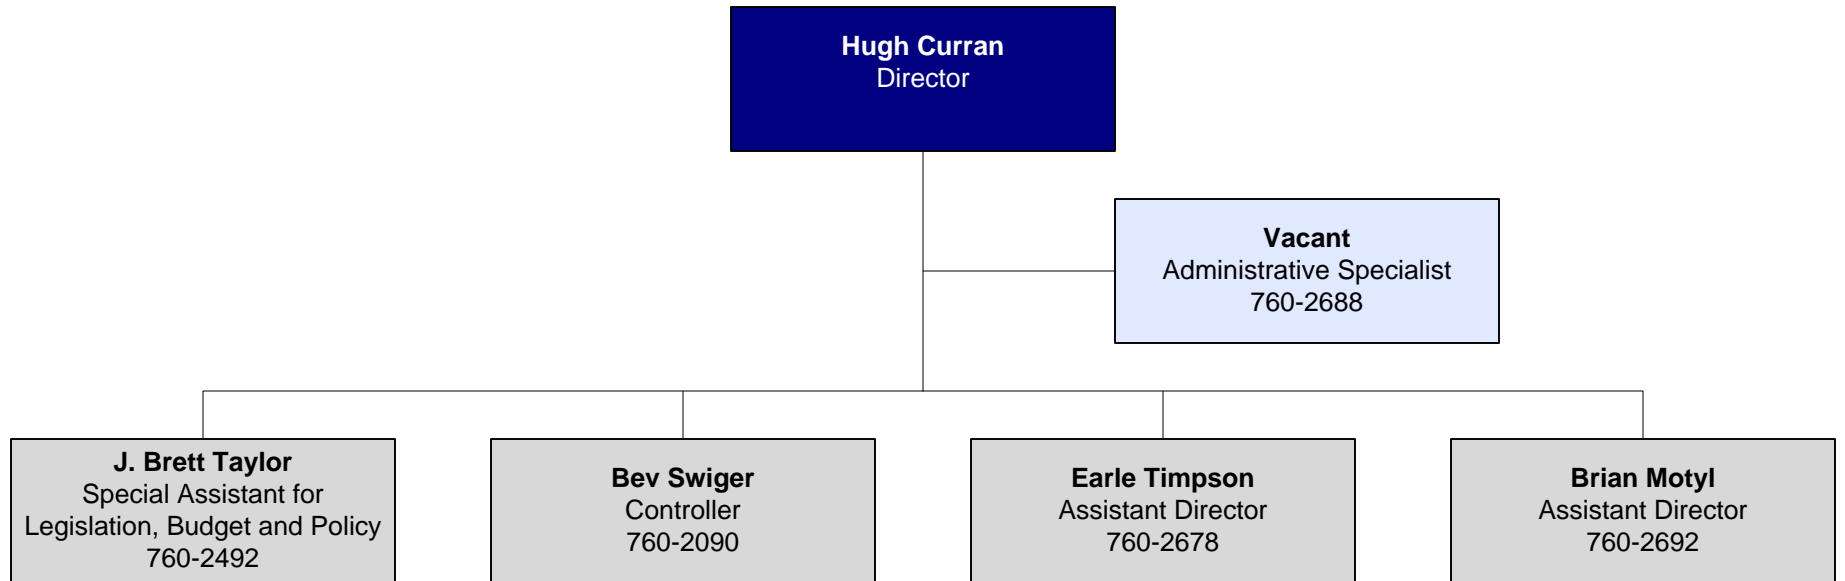 Hugh Curran
Director
Vacant
Administrative Specialist
760-2688
J. Brett Taylor
Special Assistant for
Legislation, Budget and Policy
760-2492
Bev Swiger
Controller
760-2090
Earle Timpson
Assistant Director
760-2678
Brian Motyl
Assistant Director
760-2692